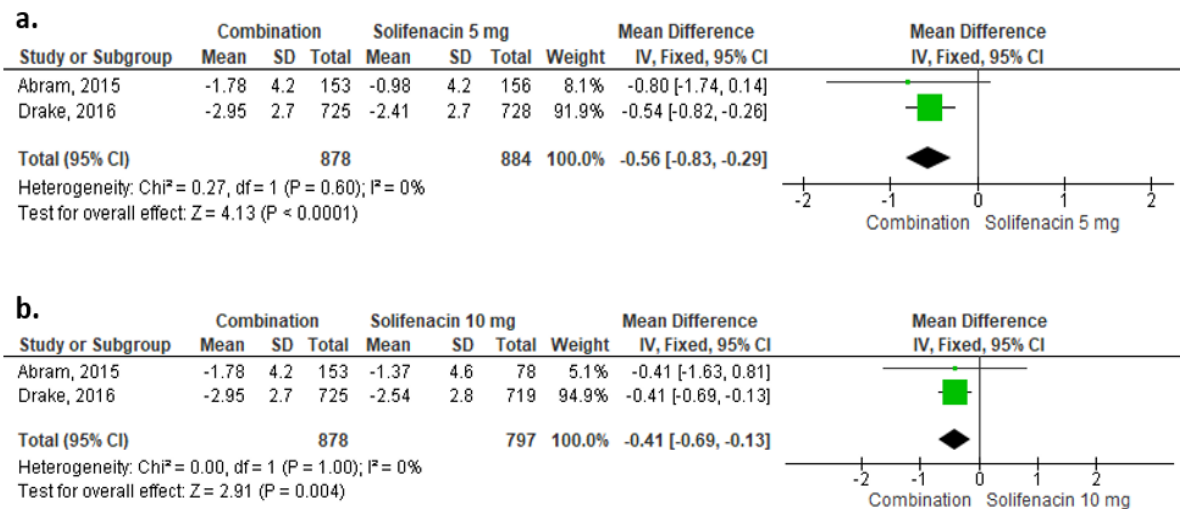 a.
Combination Solifenacin 5 mg Mean Difference Mean Difference
Study or Subgroup Mean SD Total Mean SD Total Weight IV, Fixed, 95% CI IV, Fixed, 95% CI
Abram, 2015 -1.78 4.2 153 -0.98 4.2 156 8.1% -0.80 [-1.74, 0.14]
Drake, 2016 -2.95 2.7 725 -2.41 2.7 728 91.9% -0.54 [-0.82, -0.26]
Total (95% CI) 878 884 100.0% -0.56 [-0.83, -0.29]
Heterogeneity: Chi² = 0.27, df = 1 (P = 0.60); I² = 0%
Test for overall effect: Z = 4.13 (P < 0.0001)
-2 -1 0 1 2
Combination Solifenacin 5 mg
b.
Combination Solifenacin 10 mg Mean Difference Mean Difference
Study or Subgroup Mean SD Total Mean SD Total Weight IV, Fixed, 95% CI IV, Fixed, 95% CI
Abram, 2015 -1.78 4.2 153 -1.37 4.6 78 5.1% -0.41 [-1.63, 0.81]
Drake, 2016 -2.95 2.7 725 -2.54 2.8 719 94.9% -0.41 [-0.69, -0.13]
Total (95% CI) 878 797 100.0% -0.41 [-0.69, -0.13]
Heterogeneity: Chi² = 0.00, df = 1 (P = 1.00); I² = 0%
Test for overall effect: Z = 2.91 (P = 0.004)
-2 -1 0 1 2
Combination Solifenacin 10 mg